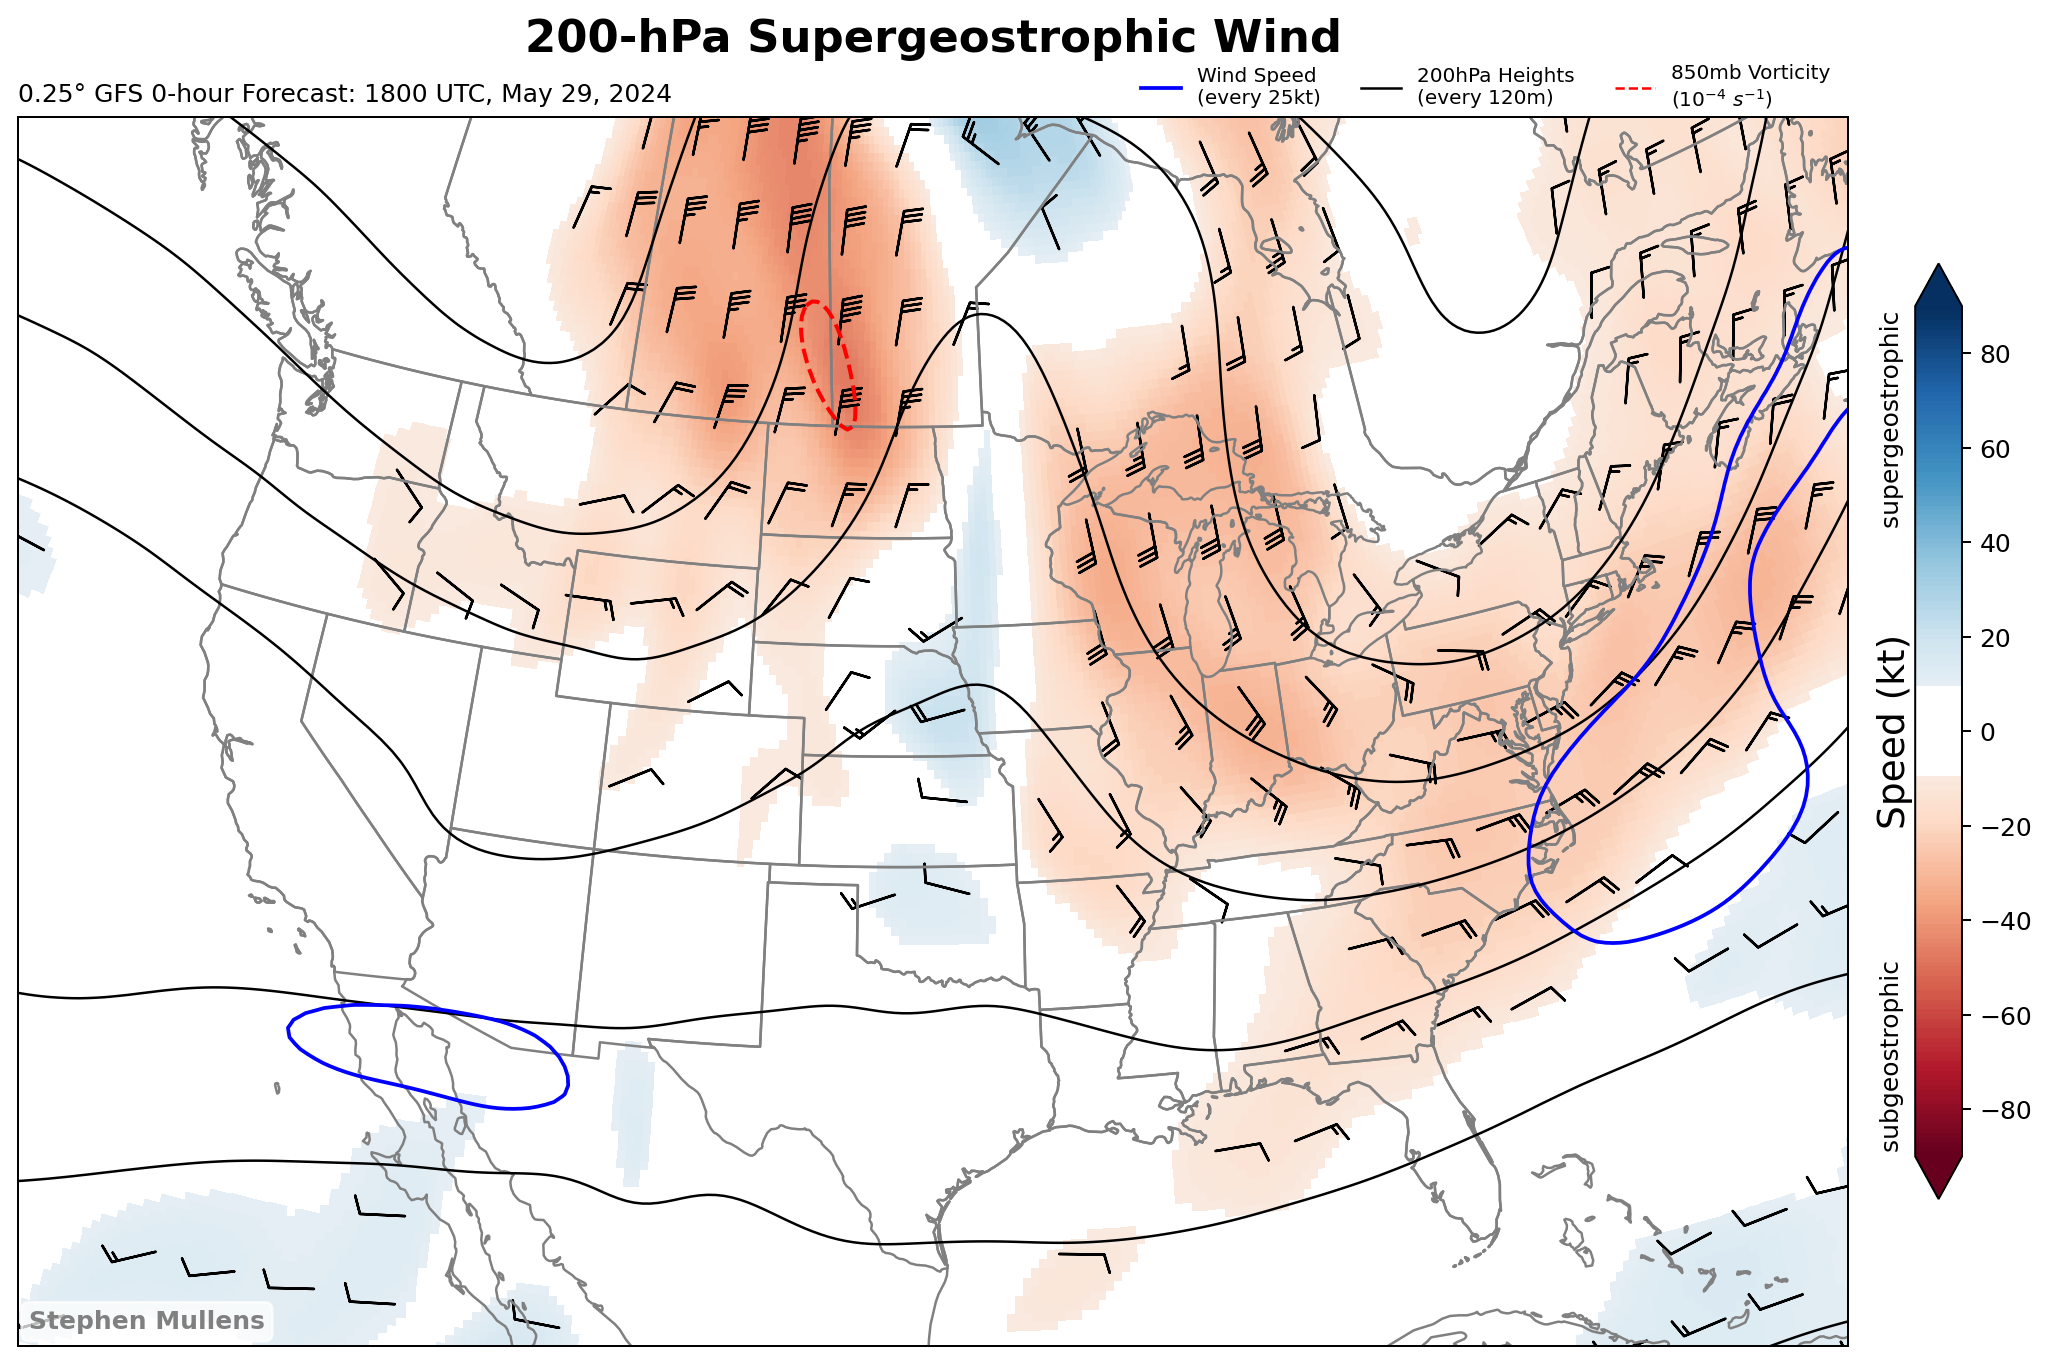 200-hPa Supergeostrophic Wind
0.25° GFS 0-hour Forecast: 1800 UTC, May 29, 2024
Wind Speed
(every 25kt)
200hPa Heights
(every 120m)
850mb Vorticity
(10⁻⁴ s⁻¹)
supergeostrophic
Speed (kt)
subgeostrophic
80
60
40
20
0
−20
−40
−60
−80
Stephen Mullens